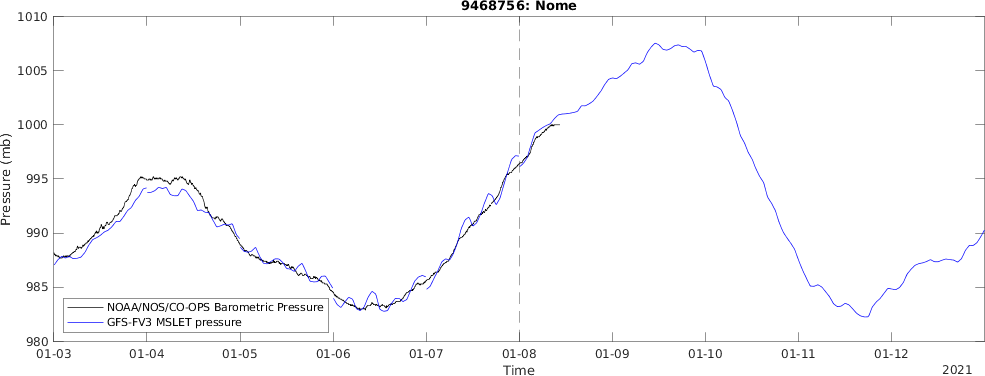 9468756: Nome
1010
1005
1000
995
990
985
980
Pressure (mb)
NOAA/NOS/CO-OPS Barometric Pressure
GFS-FV3 MSLET pressure
01-03 01-04 01-05 01-06 01-07 01-08 01-09 01-10 01-11 01-12
Time
2021